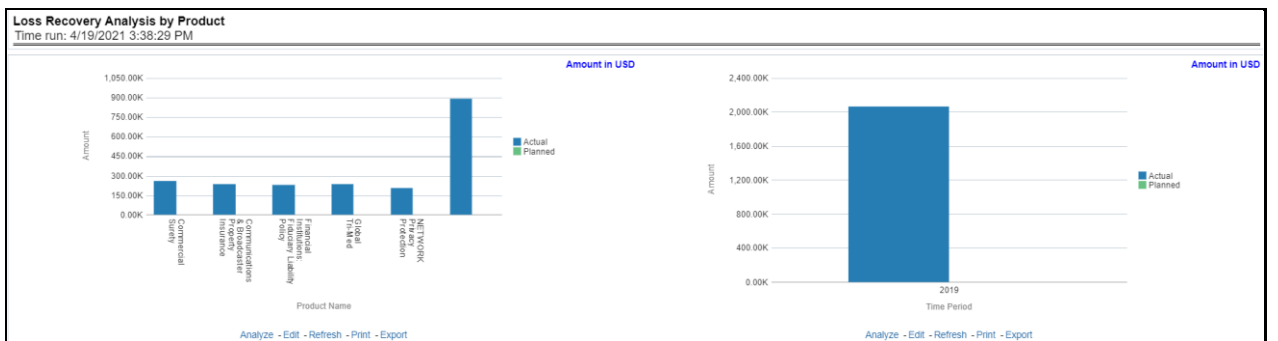 Loss Recovery Analysis by Product
Time run: 4/19/2021 3:38:29 PM
Amount in USD
1,050.00K
900.00K
750.00K
600.00K
450.00K
300.00K
150.00K
0.00K
Amount
Commercial
Surety
Communications
& Broadcaster
Property
Insurance
Financial
Institutions:
Fiduciary Liability
Policy
Global
Tri-Med
NETWORK
Privacy
Protection
Product Name
Actual
Planned
Analyze - Edit - Refresh - Print - Export
Amount in USD
2,400.00K
2,000.00K
1,600.00K
1,200.00K
800.00K
400.00K
0.00K
Amount
2019
Time Period
Actual
Planned
Analyze - Edit - Refresh - Print - Export